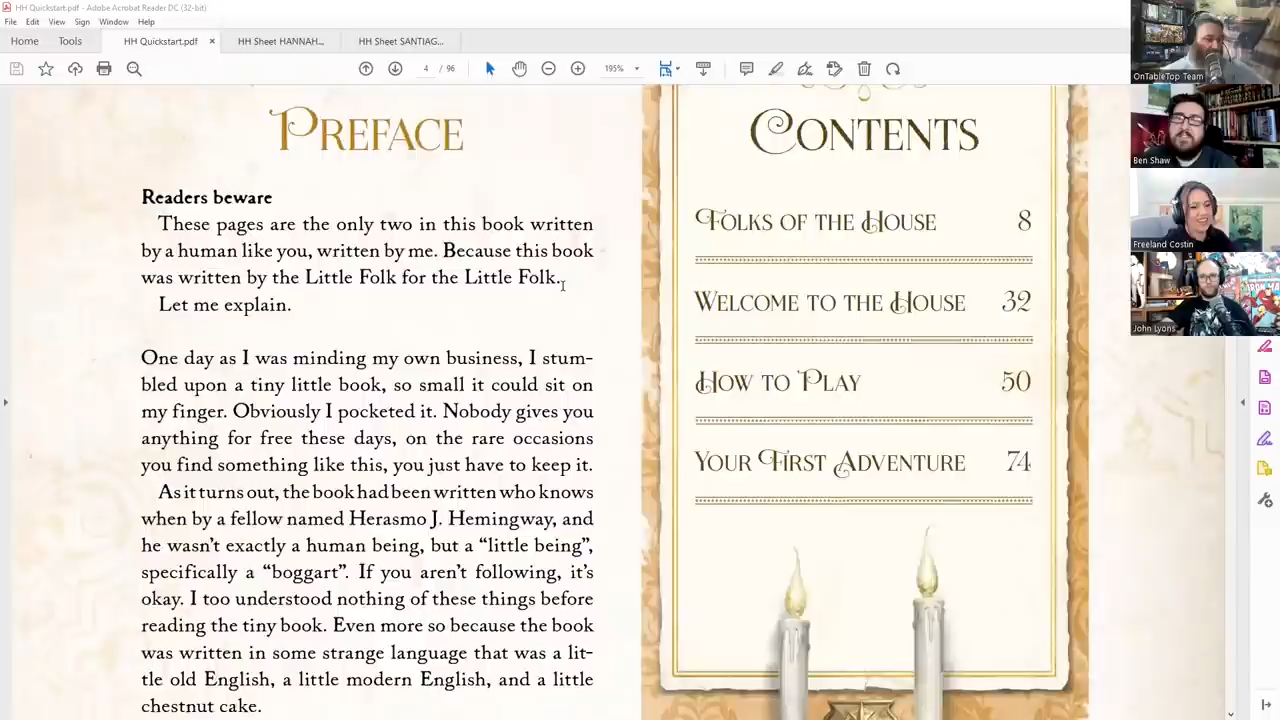 HH Quickstart.pdf - Adobe Acrobat Reader DC (32-bit)
File Edit View Sign Window Help
Home Tools HH Quickstart.pdf × HH Sheet HANNAH... HH Sheet SANTIAG...
4 / 96 195%
PREFACE
Readers beware
These pages are the only two in this book written
by a human like you, written by me. Because this book
was written by the Little Folk for the Little Folk.
Let me explain.
One day as I was minding my own business, I stum-
bled upon a tiny little book, so small it could sit on
my finger. Obviously I pocketed it. Nobody gives you
anything for free these days, on the rare occasions
you find something like this, you just have to keep it.
As it turns out, the book had been written who knows
when by a fellow named Herasmo J. Hemingway, and
he wasn't exactly a human being, but a “little being”,
specifically a “boggart”. If you aren't following, it's
okay. I too understood nothing of these things before
reading the tiny book. Even more so because the book
was written in some strange language that was a lit-
tle old English, a little modern English, and a little
chestnut cake.
CONTENTS
FOLKS OF THE HOUSE 8
WELCOME TO THE HOUSE 32
HOW TO PLAY 50
YOUR FIRST ADVENTURE 74
OnTableTop Team
Ben Shaw
Freeland Costin
IRON MAN
John Lyons